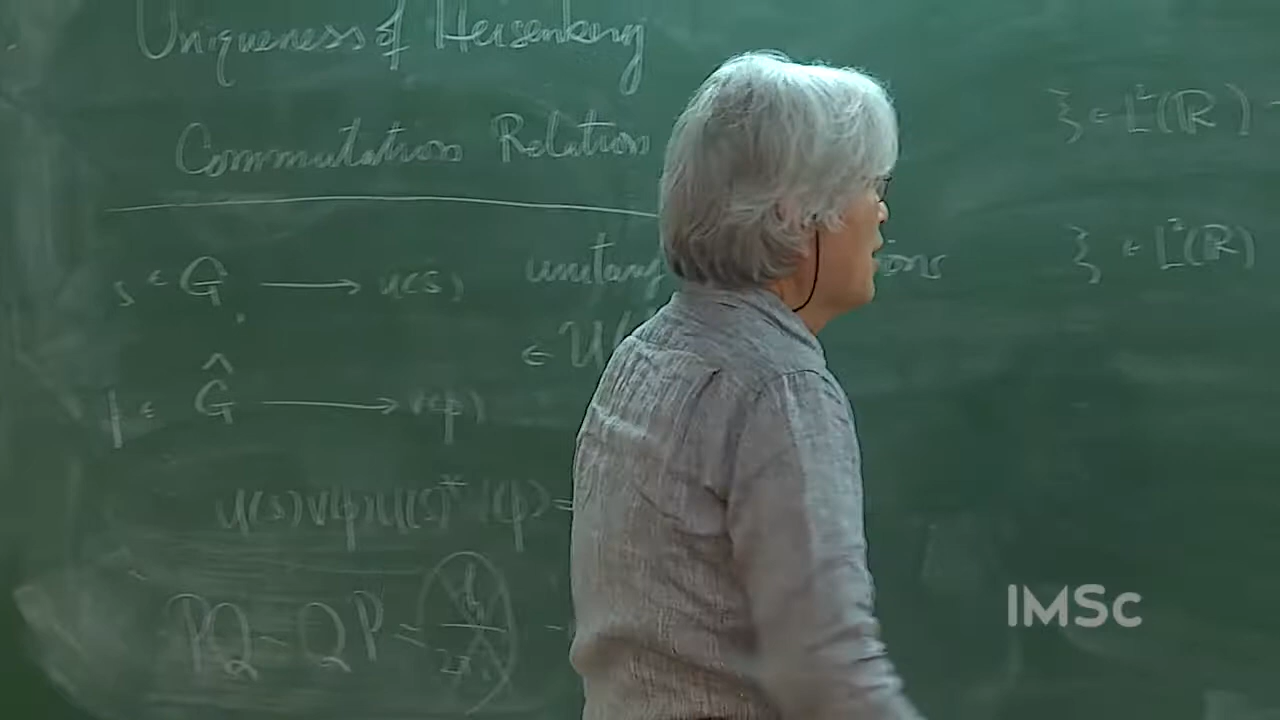 Uniqueness of Heisenberg
Commutation Relation
s ∈ G → u(s) unitary
∈ U(
p ∈ Ĝ → v(p)
u(s)v(p)u(s)*v(p) =
PQ - QP =
ξ ∈ L²(ℝ)
ξ ∈ L²(ℝ)
IMSc